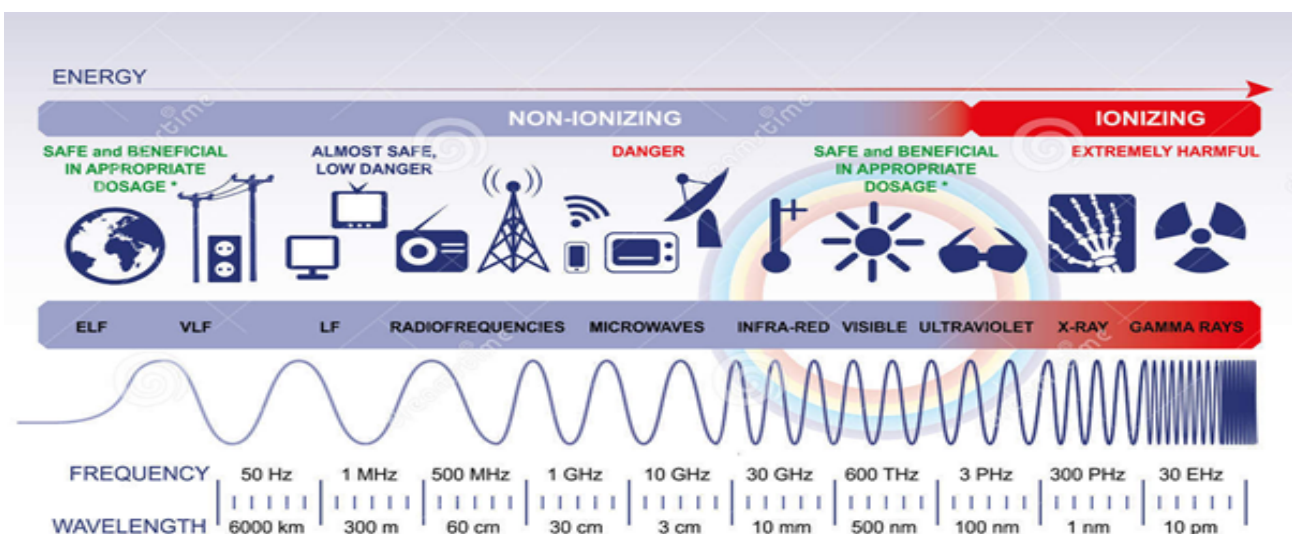 ENERGY
NON-IONIZING
IONIZING
SAFE and BENEFICIAL
IN APPROPRIATE
DOSAGE *
ALMOST SAFE,
LOW DANGER
DANGER
SAFE and BENEFICIAL
IN APPROPRIATE
DOSAGE *
EXTREMELY HARMFUL
ELF VLF LF RADIOFREQUENCIES MICROWAVES INFRA-RED VISIBLE ULTRAVIOLET X-RAY GAMMA RAYS
FREQUENCY 50 Hz 1 MHz 500 MHz 1 GHz 10 GHz 30 GHz 600 THz 3 PHz 300 PHz 30 EHz
WAVELENGTH 6000 km 300 m 60 cm 30 cm 3 cm 10 mm 500 nm 100 nm 1 nm 10 pm